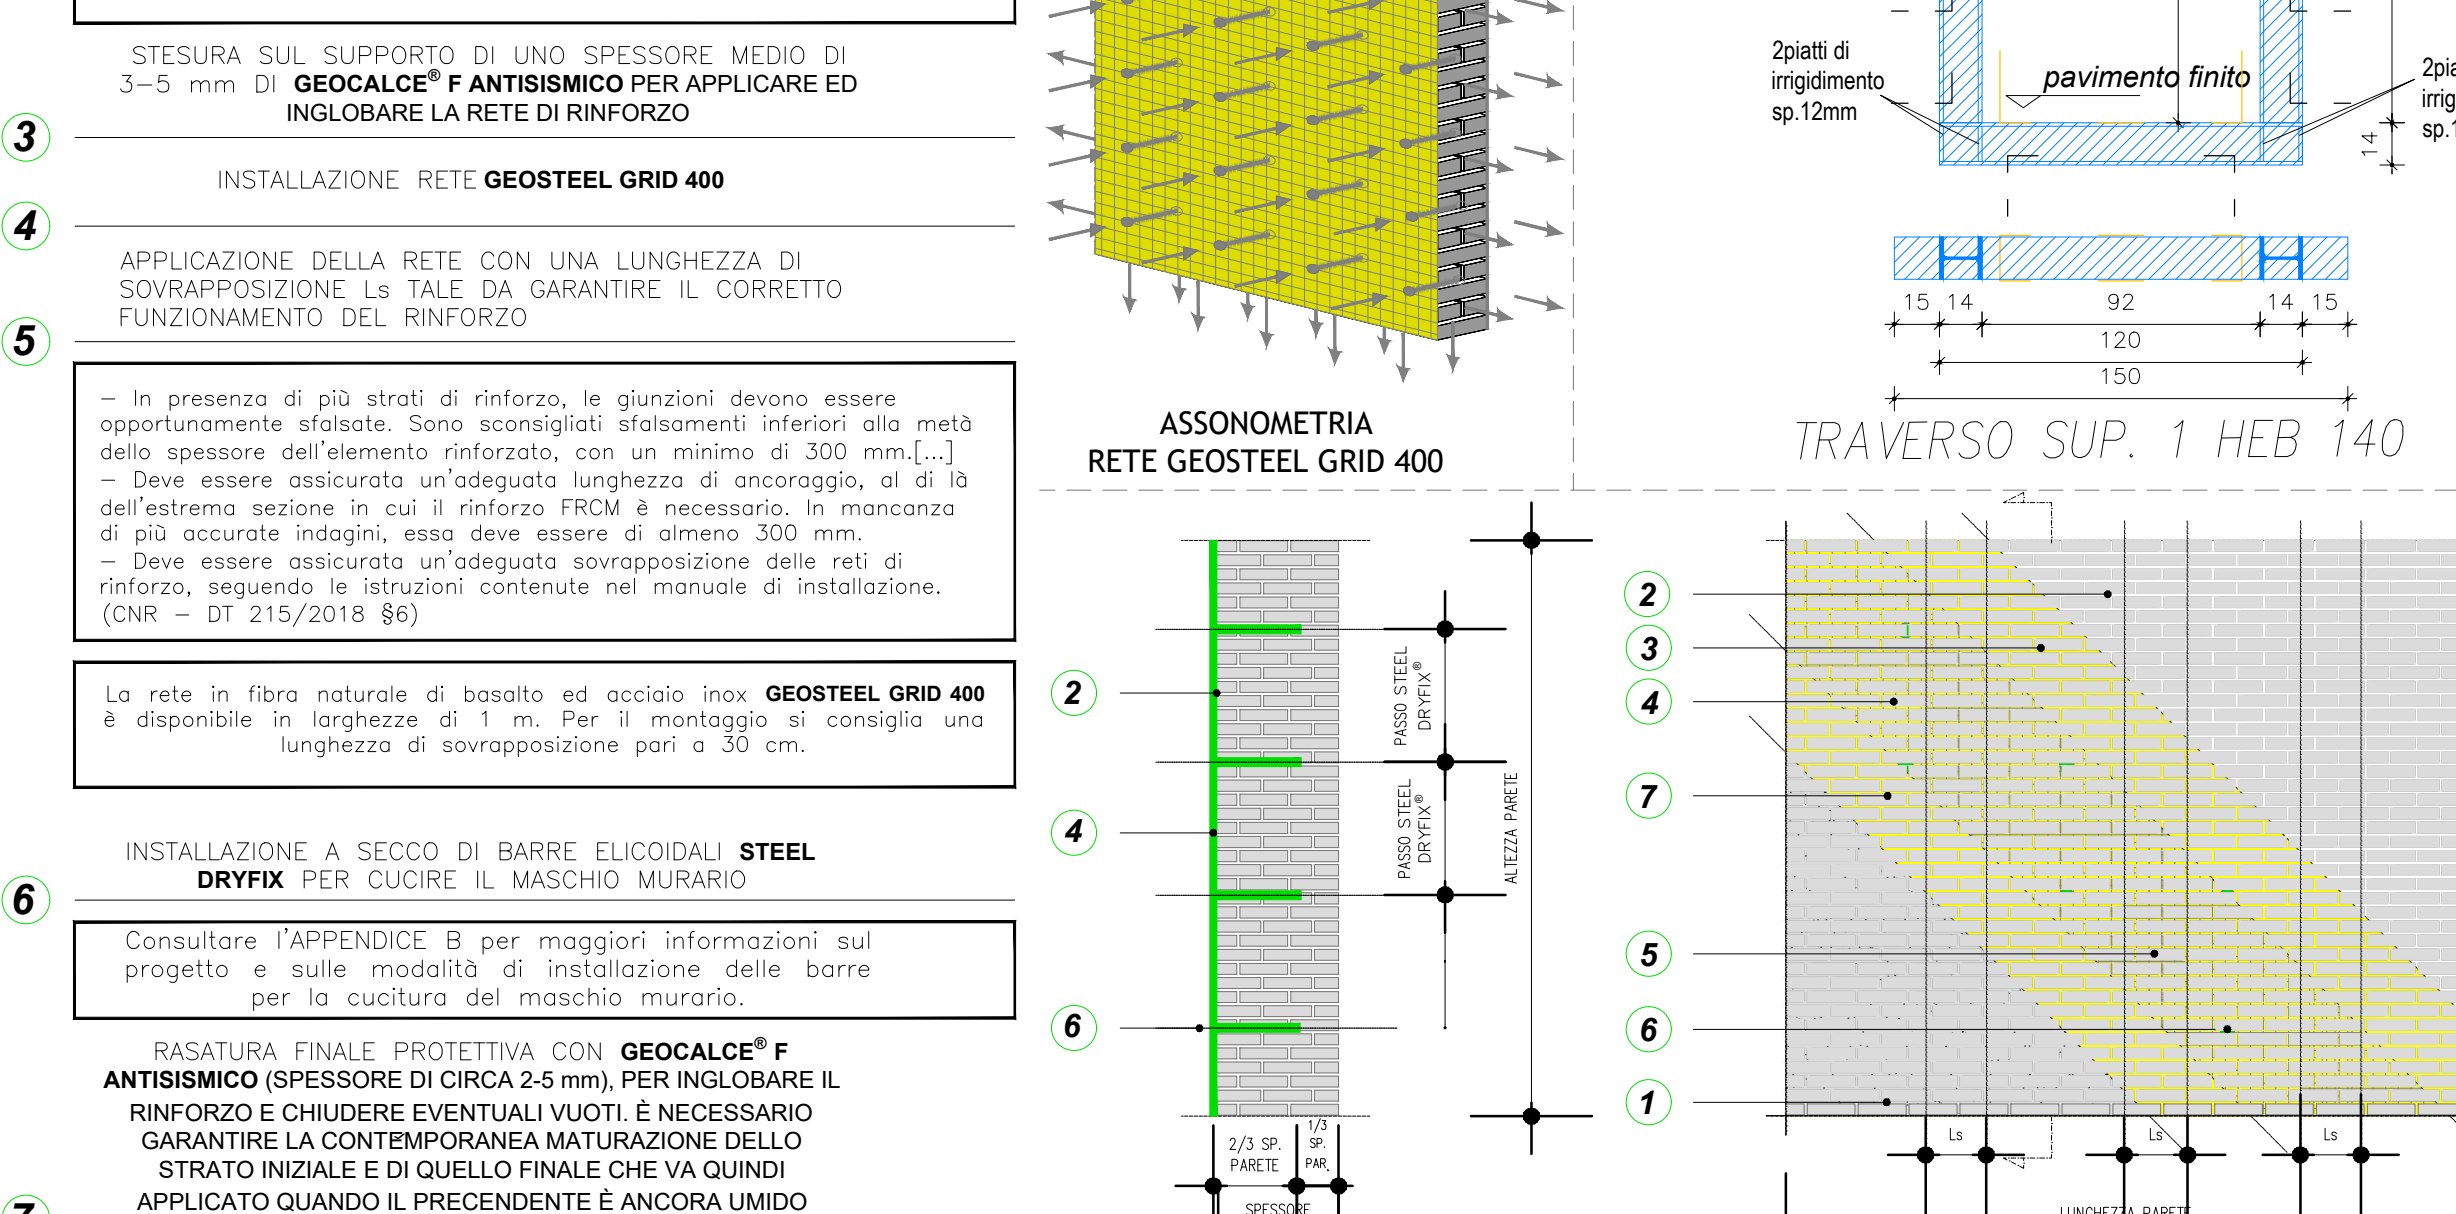 STESURA SUL SUPPORTO DI UNO SPESSORE MEDIO DI
3–5 mm DI GEOCALCE® F ANTISISMICO PER APPLICARE ED
INGLOBARE LA RETE DI RINFORZO
3
INSTALLAZIONE RETE GEOSTEEL GRID 400
4
APPLICAZIONE DELLA RETE CON UNA LUNGHEZZA DI
SOVRAPPOSIZIONE Ls TALE DA GARANTIRE IL CORRETTO
FUNZIONAMENTO DEL RINFORZO
5
– In presenza di più strati di rinforzo, le giunzioni devono essere
opportunamente sfalsate. Sono sconsigliati sfalsamenti inferiori alla metà
dello spessore dell'elemento rinforzato, con un minimo di 300 mm.[...]
– Deve essere assicurata un'adeguata lunghezza di ancoraggio, al di là
dell'estrema sezione in cui il rinforzo FRCM è necessario. In mancanza
di più accurate indagini, essa deve essere di almeno 300 mm.
– Deve essere assicurata un'adeguata sovrapposizione delle reti di
rinforzo, seguendo le istruzioni contenute nel manuale di installazione.
(CNR – DT 215/2018 §6)
La rete in fibra naturale di basalto ed acciaio inox GEOSTEEL GRID 400
è disponibile in larghezze di 1 m. Per il montaggio si consiglia una
lunghezza di sovrapposizione pari a 30 cm.
INSTALLAZIONE A SECCO DI BARRE ELICOIDALI STEEL
DRYFIX PER CUCIRE IL MASCHIO MURARIO
6
Consultare l'APPENDICE B per maggiori informazioni sul
progetto e sulle modalità di installazione delle barre
per la cucitura del maschio murario.
RASATURA FINALE PROTETTIVA CON GEOCALCE® F
ANTISISMICO (SPESSORE DI CIRCA 2-5 mm), PER INGLOBARE IL
RINFORZO E CHIUDERE EVENTUALI VUOTI. È NECESSARIO
GARANTIRE LA CONTEMPORANEA MATURAZIONE DELLO
STRATO INIZIALE E DI QUELLO FINALE CHE VA QUINDI
APPLICATO QUANDO IL PRECENDENTE È ANCORA UMIDO
7
ASSONOMETRIA
RETE GEOSTEEL GRID 400
2
4
6
PASSO STEEL
DRYFIX®
PASSO STEEL
DRYFIX®
ALTEZZA PARETE
2/3 SP.
PARETE
1/3
SP.
PAR.
SPESSORE
2piatti di
irrigidimento
sp.12mm
pavimento finito
2pia
irrig
sp.1
14
15 14 92 14 15
120
150
TRAVERSO SUP. 1 HEB 140
2
3
4
7
5
6
1
Ls Ls Ls
LUNGHEZZA PARETE